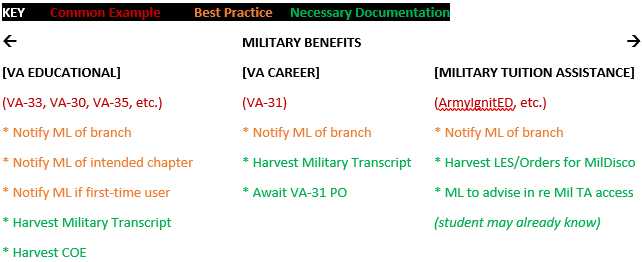 KEY Common Example Best Practice Necessary Documentation
MILITARY BENEFITS
[VA EDUCATIONAL]
(VA-33, VA-30, VA-35, etc.)
* Notify ML of branch
* Notify ML of intended chapter
* Notify ML if first-time user
* Harvest Military Transcript
* Harvest COE
[VA CAREER]
(VA-31)
* Notify ML of branch
* Harvest Military Transcript
* Await VA-31 PO
[MILITARY TUITION ASSISTANCE]
(ArmyIgnitED, etc.)
* Notify ML of branch
* Harvest LES/Orders for MilDisco
* ML to advise in re Mil TA access
(student may already know)